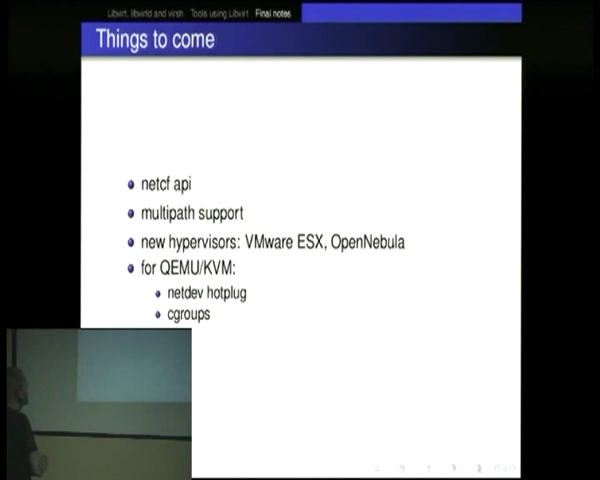 Libvirt, libvirtd and virsh Tools using Libvirt Final notes
Things to come
netcf api
multipath support
new hypervisors: VMware ESX, OpenNebula
for QEMU/KVM:
netdev hotplug
cgroups